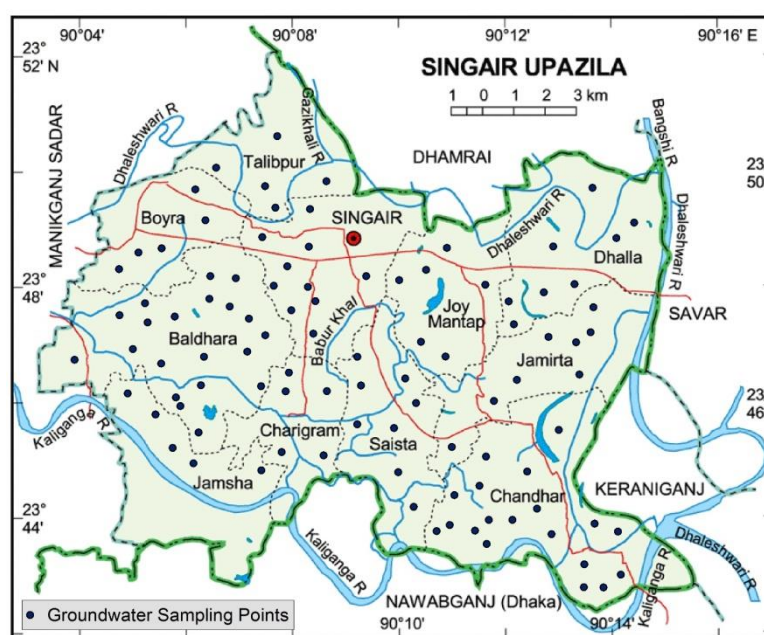 90°04'
90°08'
90°12'
90°16' E
23°
52' N
SINGAIR UPAZILA
1 0 1 2 3 km
Gazikhali R
Bangshi R
Dhaleshwari R
Talibpur
DHAMRAI
23
50
MANIKGANJ SADAR
Boyra
SINGAIR
Dhaleshwari R
Dhaleshwari R
Dhalla
23°
48'
Joy
Mantap
SAVAR
Baldhara
Babur Khal
Jamirta
Kaliganga R
23
46
Charigram
Saista
Jamsha
Chandhar
KERANIGANJ
23°
44'
Kaliganga R
Dhaleshwari R
Kaliganga R
NAWABGANJ (Dhaka)
Groundwater Sampling Points
90°10'
90°14'